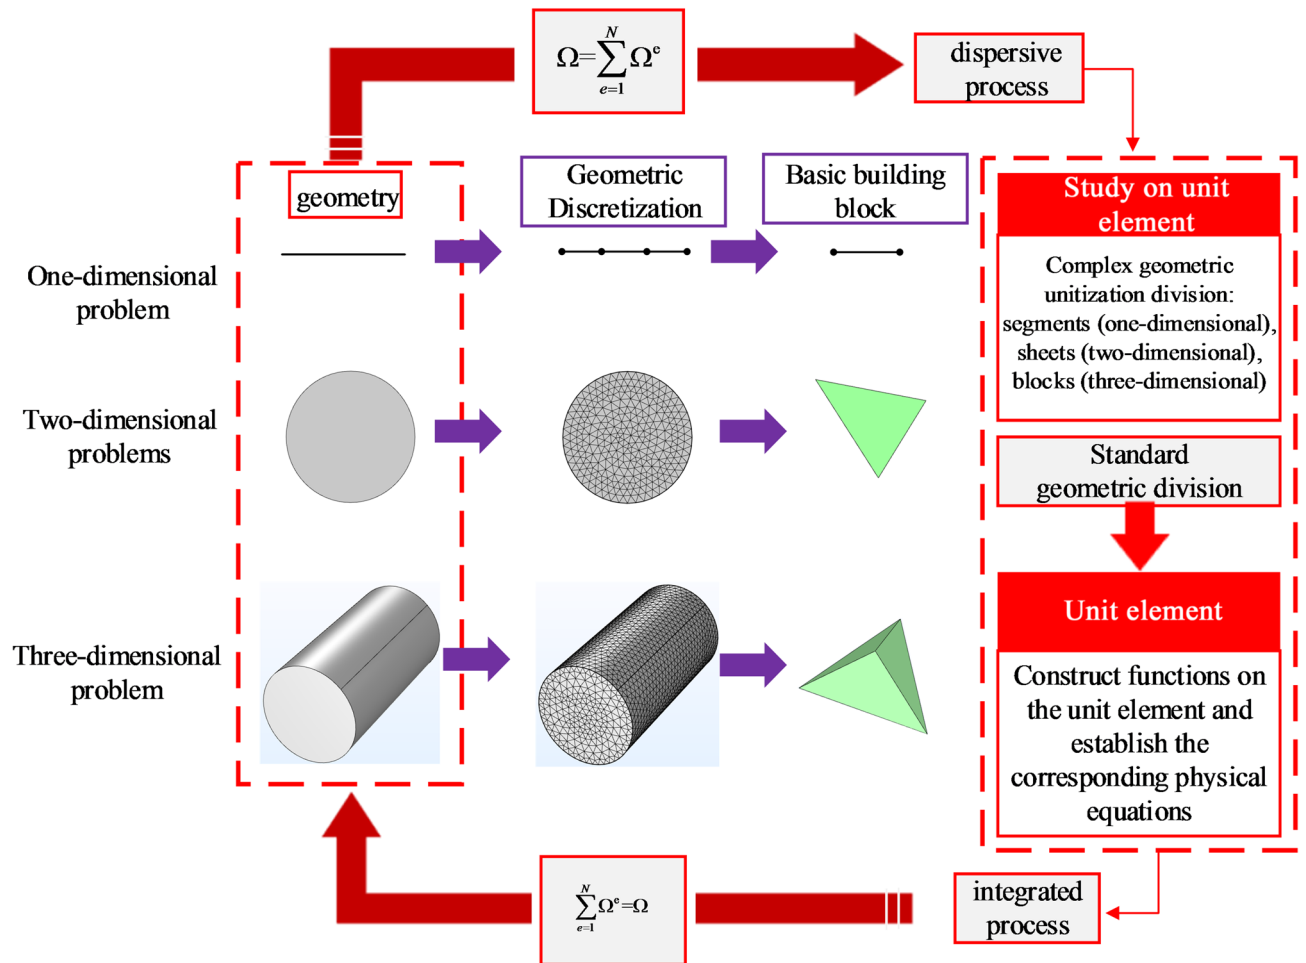 Ω=∑_{e=1}^{N}Ω^e
dispersive
process
geometry
Geometric
Discretization
Basic building
block
One-dimensional
problem
Two-dimensional
problems
Three-dimensional
problem
Study on unit
element
Complex geometric
unitization division:
segments (one-dimensional),
sheets (two-dimensional),
blocks (three-dimensional)
Standard
geometric division
Unit element
Construct functions on
the unit element and
establish the
corresponding physical
equations
∑_{e=1}^{N}Ω^e=Ω
integrated
process